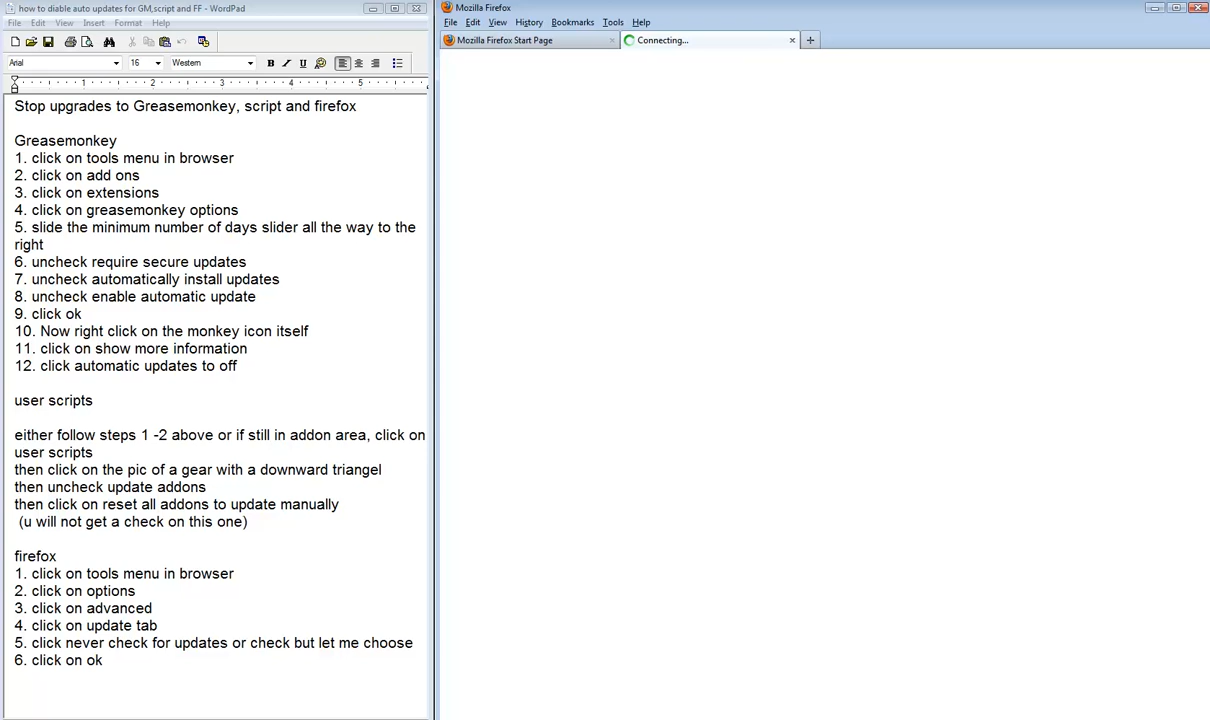 how to diable auto updates for GM,script and FF - WordPad
File Edit View Insert Format Help
Arial 16 Western B I U
1 2 3 4 5
Stop upgrades to Greasemonkey, script and firefox
Greasemonkey
1. click on tools menu in browser
2. click on add ons
3. click on extensions
4. click on greasemonkey options
5. slide the minimum number of days slider all the way to the
right
6. uncheck require secure updates
7. uncheck automatically install updates
8. uncheck enable automatic update
9. click ok
10. Now right click on the monkey icon itself
11. click on show more information
12. click automatic updates to off
user scripts
either follow steps 1 -2 above or if still in addon area, click on
user scripts
then click on the pic of a gear with a downward triangel
then uncheck update addons
then click on reset all addons to update manually
(u will not get a check on this one)
firefox
1. click on tools menu in browser
2. click on options
3. click on advanced
4. click on update tab
5. click never check for updates or check but let me choose
6. click on ok
Mozilla Firefox
File Edit View History Bookmarks Tools Help
Mozilla Firefox Start Page
Connecting...